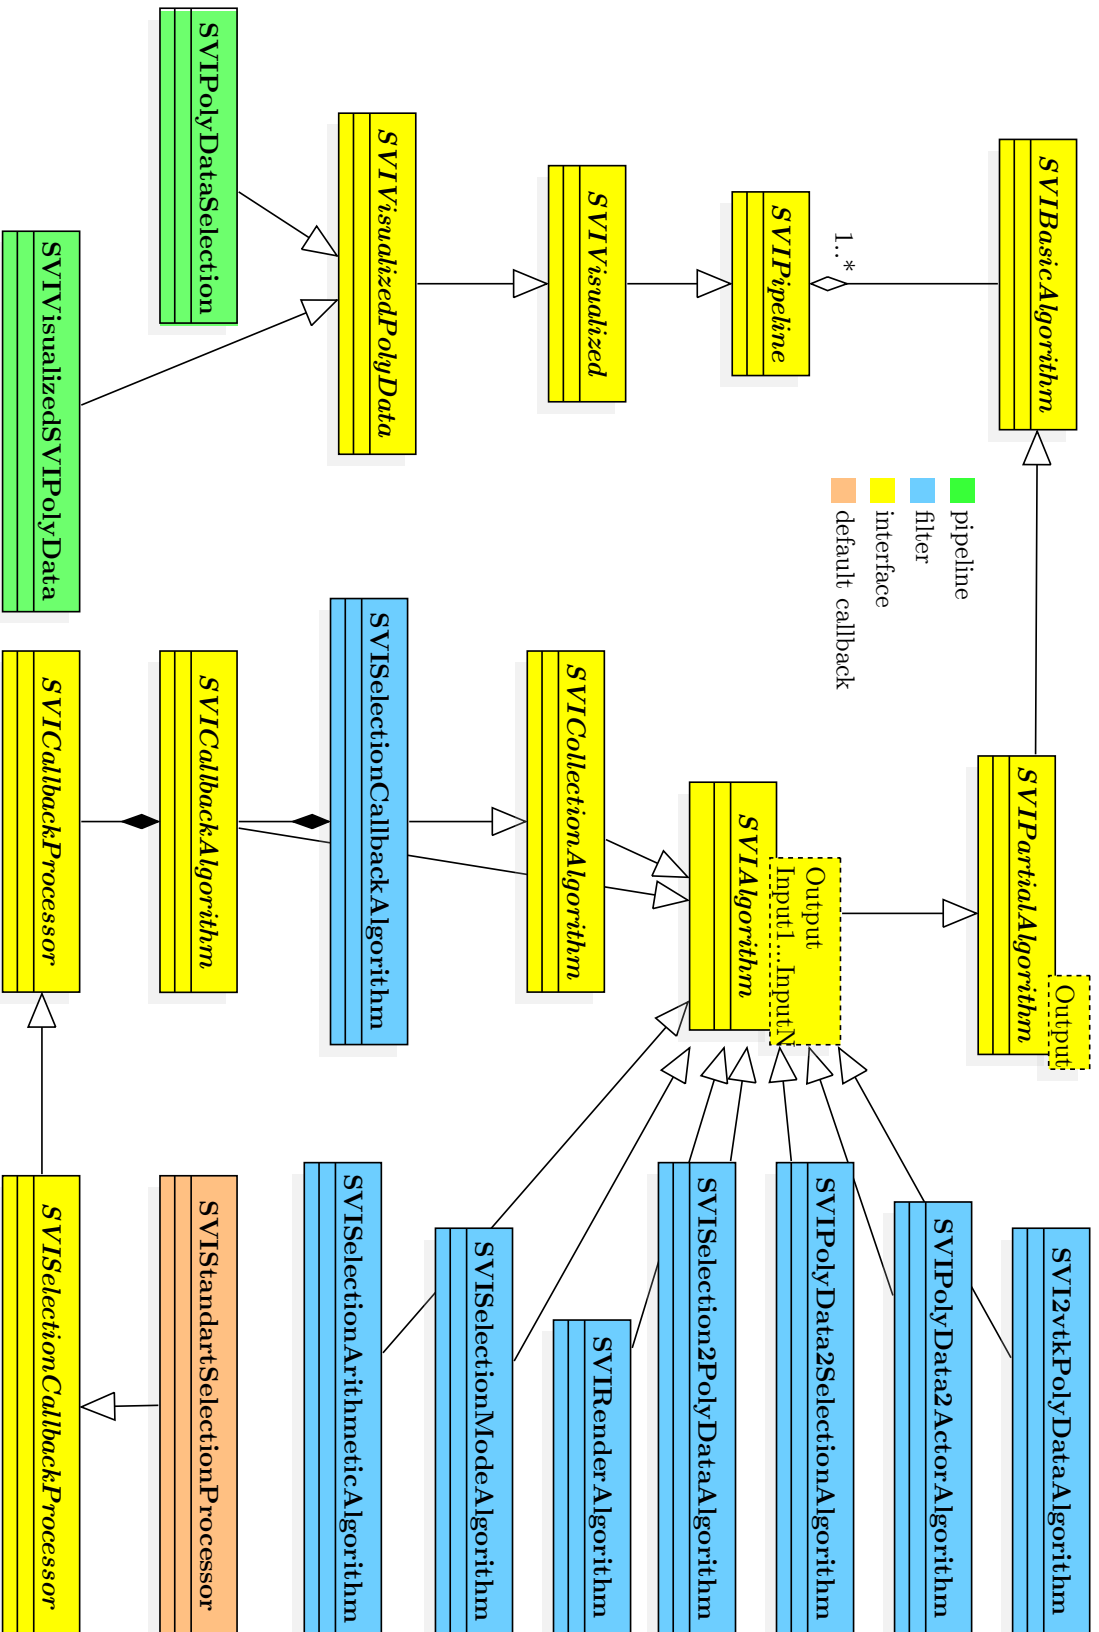 SVIBasicAlgorithm
SVIPartialAlgorithm
Output
SVI2vtkPolyDataAlgorithm
pipeline
filter
interface
default callback
SVIPolyData2ActorAlgorithm
1..*
SVIPipeline
Output
Input1...InputN
SVIAlgorithm
SVIPolyData2SelectionAlgorithm
SVISelection2PolyDataAlgorithm
SVIVisualized
SVICollectionAlgorithm
SVIRenderAlgorithm
SVISelectionModeAlgorithm
SVIVisualizedPolyData
SVISelectionCallbackAlgorithm
SVISelectionArithmeticAlgorithm
SVIPolyDataSelection
SVICallbackAlgorithm
SVIStandartSelectionProcessor
SVIVisualizedSVIPolyData
SVICallbackProcessor
SVISelectionCallbackProcessor